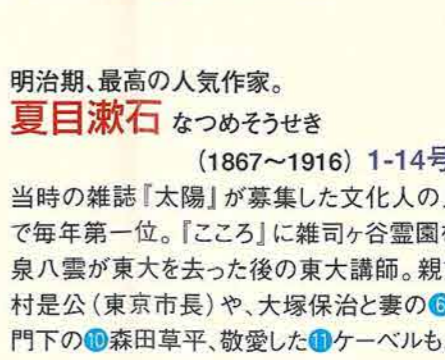 明治期、最高の人気作家。
夏目漱石 なつめそうせき
(1867〜1916) 1-14号
当時の雑誌『太陽』が募集した文化人の
で毎年第一位。『こころ』に雑司ヶ谷霊園
泉八雲が東大を去った後の東大講師。親
村是公（東京市長）や、大塚保治と妻の❻
門下の❿森田草平、敬愛した⓫ケーベルも